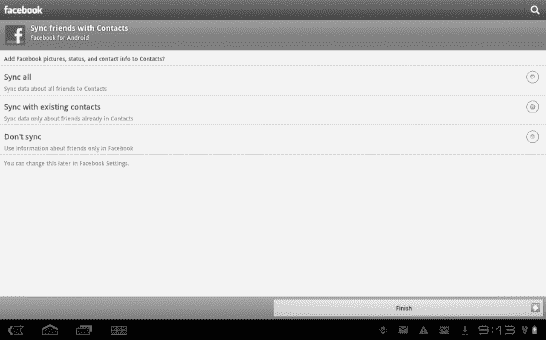 facebook
Sync friends with Contacts
Facebook for Android
Add Facebook pictures, status, and contact info to Contacts?
Sync all
Sync data about all friends to Contacts
Sync with existing contacts
Sync data only about friends already in Contacts
Don't sync
Use information about friends only in Facebook
You can change this later in Facebook Settings.
Finish
9:13